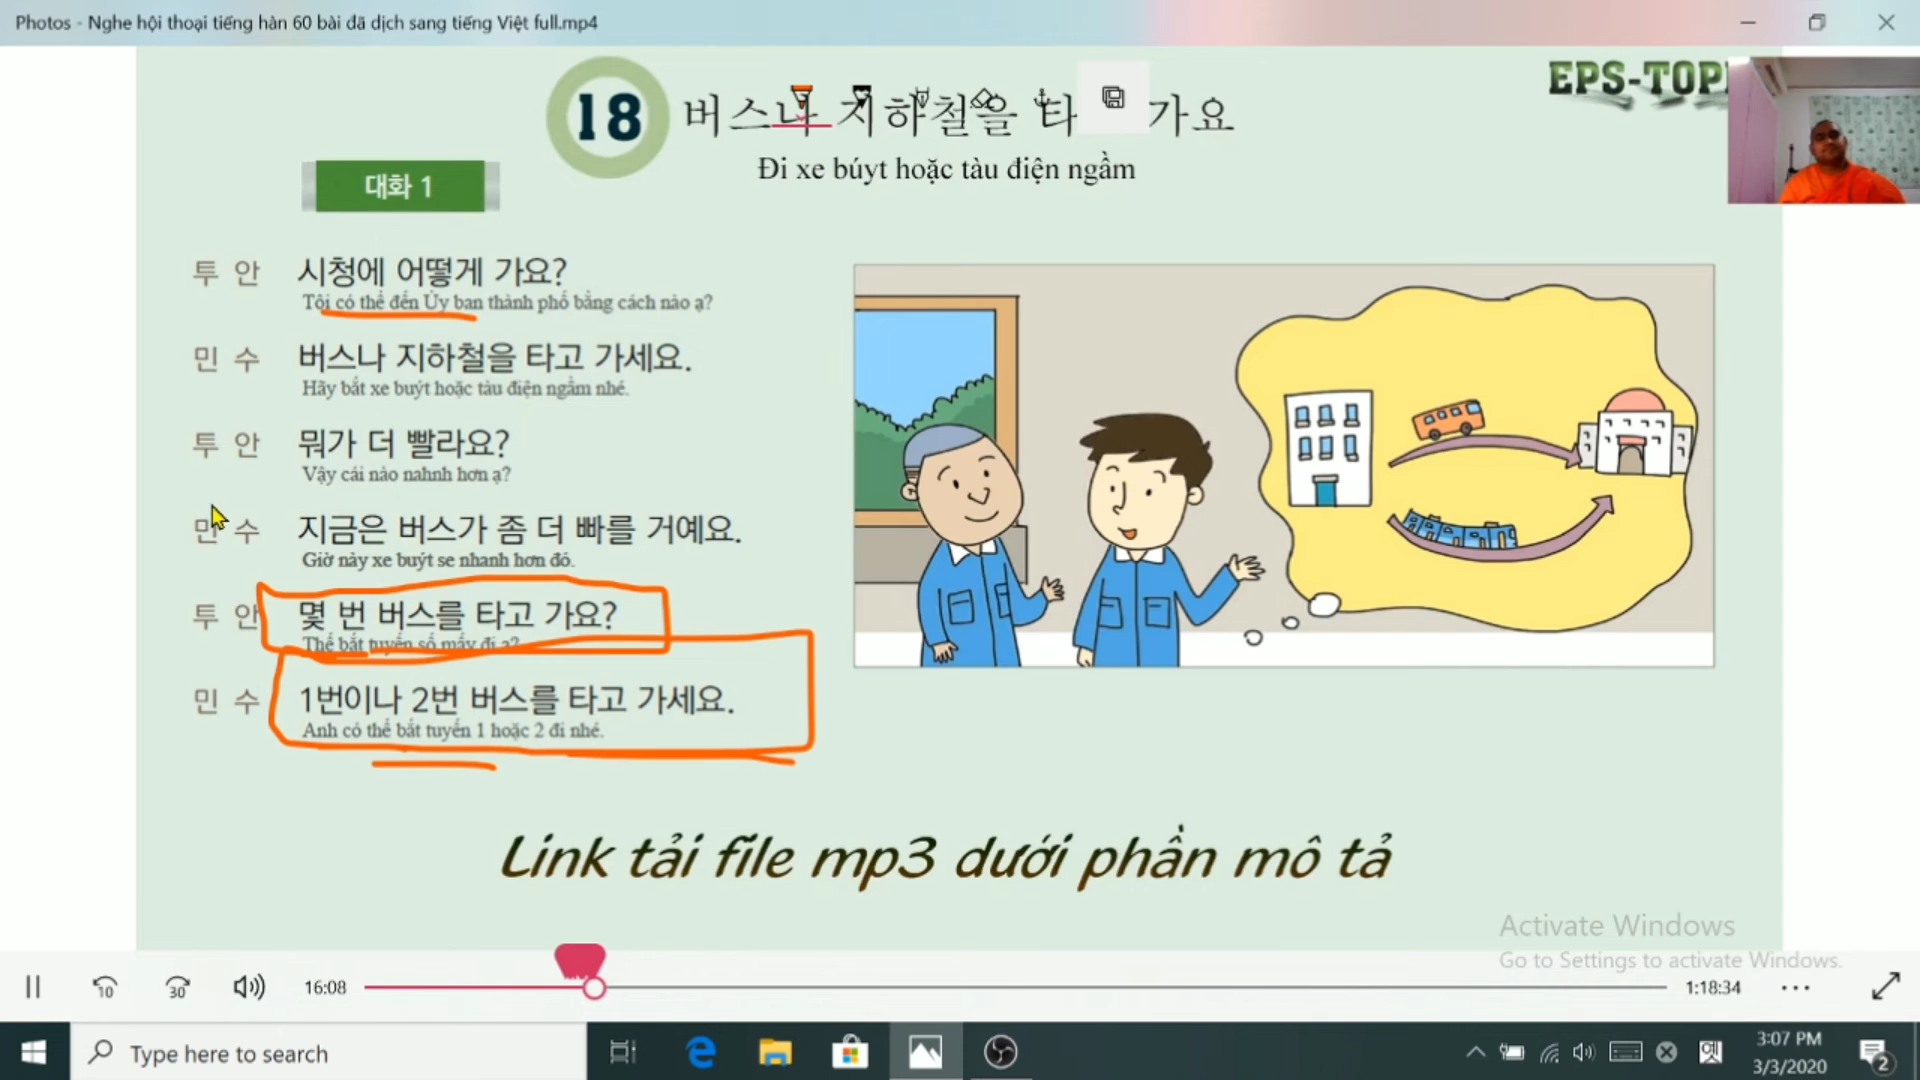 Photos - Nghe hội thoại tiếng hàn 60 bài đã dịch sang tiếng Việt full.mp4
EPS-TOP
18 버스나 지하철을 타 가요
Đi xe búyt hoặc tàu điện ngầm
대화 1
투 안 시청에 어떻게 가요?
Tôi có thể đến Ủy ban thành phố bằng cách nào ạ?
민 수 버스나 지하철을 타고 가세요.
Hãy bắt xe buýt hoặc tàu điện ngầm nhé.
투 안 뭐가 더 빨라요?
Vậy cái nào nahnh hơn ạ?
민 수 지금은 버스가 좀 더 빠를 거예요.
Giờ này xe buýt se nhanh hơn đó.
투 안 몇 번 버스를 타고 가요?
Thế bắt tuyến số mấy đi ạ?
민 수 1번이나 2번 버스를 타고 가세요.
Anh có thể bắt tuyến 1 hoặc 2 đi nhé.
Link tải file mp3 dưới phần mô tả
Activate Windows
Go to Settings to activate Windows.
10 30 16:08 1:18:34
Type here to search
3:07 PM
3/3/2020
2